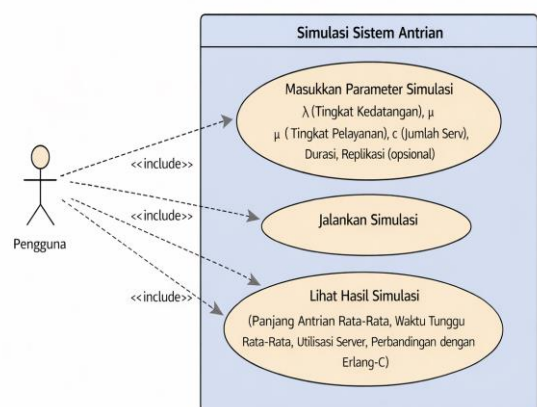 Simulasi Sistem Antrian
Masukkan Parameter Simulasi
λ (Tingkat Kedatangan), μ
μ ( Tingkat Pelayanan), c (Jumlah Serv),
Durasi, Replikasi (opsional)
<<include>>
Jalankan Simulasi
<<include>>
Pengguna
Lihat Hasil Simulasi
<<include>>
(Panjang Antrian Rata-Rata, Waktu Tunggu
Rata-Rata, Utilisasi Server, Perbandingan dengan
Erlang-C)